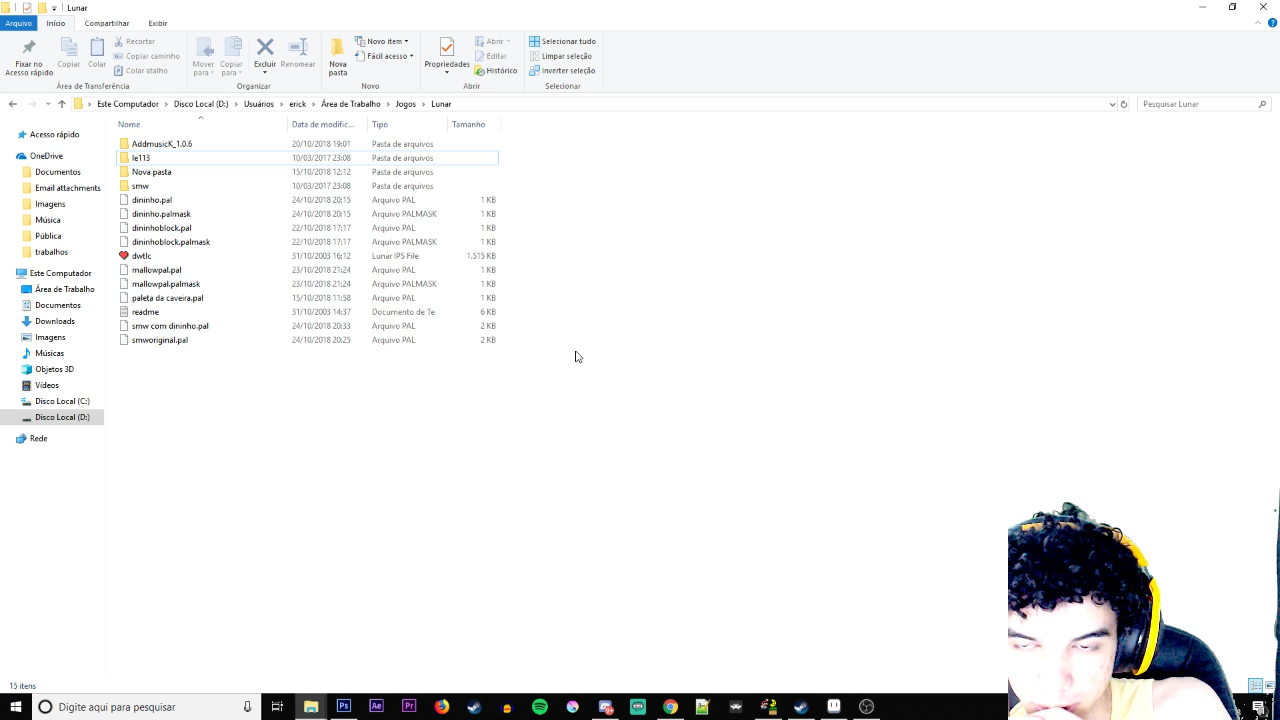 Lunar
Arquivo Início Compartilhar Exibir
Fixar no Acesso rápido
Copiar
Colar
Recortar
Copiar caminho
Colar atalho
Área de Transferência
Mover para
Copiar para
Excluir
Renomear
Organizar
Nova pasta
Novo item
Fácil acesso
Novo
Propriedades
Abrir
Editar
Histórico
Abrir
Selecionar tudo
Limpar seleção
Inverter seleção
Selecionar
Este Computador › Disco Local (D:) › Usuários › erick › Área de Trabalho › Jogos › Lunar
Pesquisar Lunar
Acesso rápido
OneDrive
Documentos
Email attachments
Imagens
Música
Pública
trabalhos
Este Computador
Área de Trabalho
Documentos
Downloads
Imagens
Músicas
Objetos 3D
Vídeos
Disco Local (C:)
Disco Local (D:)
Rede
Nome Data de modific... Tipo Tamanho
AddmusicK_1.0.6 20/10/2018 19:01 Pasta de arquivos
le113 10/03/2017 23:08 Pasta de arquivos
Nova pasta 15/10/2018 12:12 Pasta de arquivos
smw 10/03/2017 23:08 Pasta de arquivos
dininho.pal 24/10/2018 20:15 Arquivo PAL 1 KB
dininho.palmask 24/10/2018 20:15 Arquivo PALMASK 1 KB
dininhoblock.pal 22/10/2018 17:17 Arquivo PAL 1 KB
dininhoblock.palmask 22/10/2018 17:17 Arquivo PALMASK 1 KB
dwtlc 31/10/2003 16:12 Lunar IPS File 1.515 KB
mallowpal.pal 23/10/2018 21:24 Arquivo PAL 1 KB
mallowpal.palmask 23/10/2018 21:24 Arquivo PALMASK 1 KB
paleta da caveira.pal 15/10/2018 11:58 Arquivo PAL 1 KB
readme 31/10/2003 14:37 Documento de Te 6 KB
smw com dininho.pal 24/10/2018 20:33 Arquivo PAL 2 KB
smworiginal.pal 24/10/2018 20:25 Arquivo PAL 2 KB
15 itens
Digite aqui para pesquisar
Ps Ae Pr